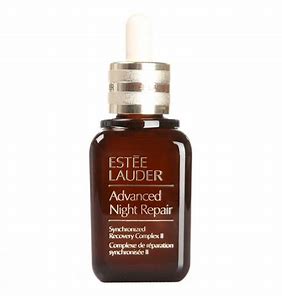 ESTĒE
LAUDER
Advanced
Night Repair
Synchronized
Recovery Complex II
Complexe de réparation
synchronisée II